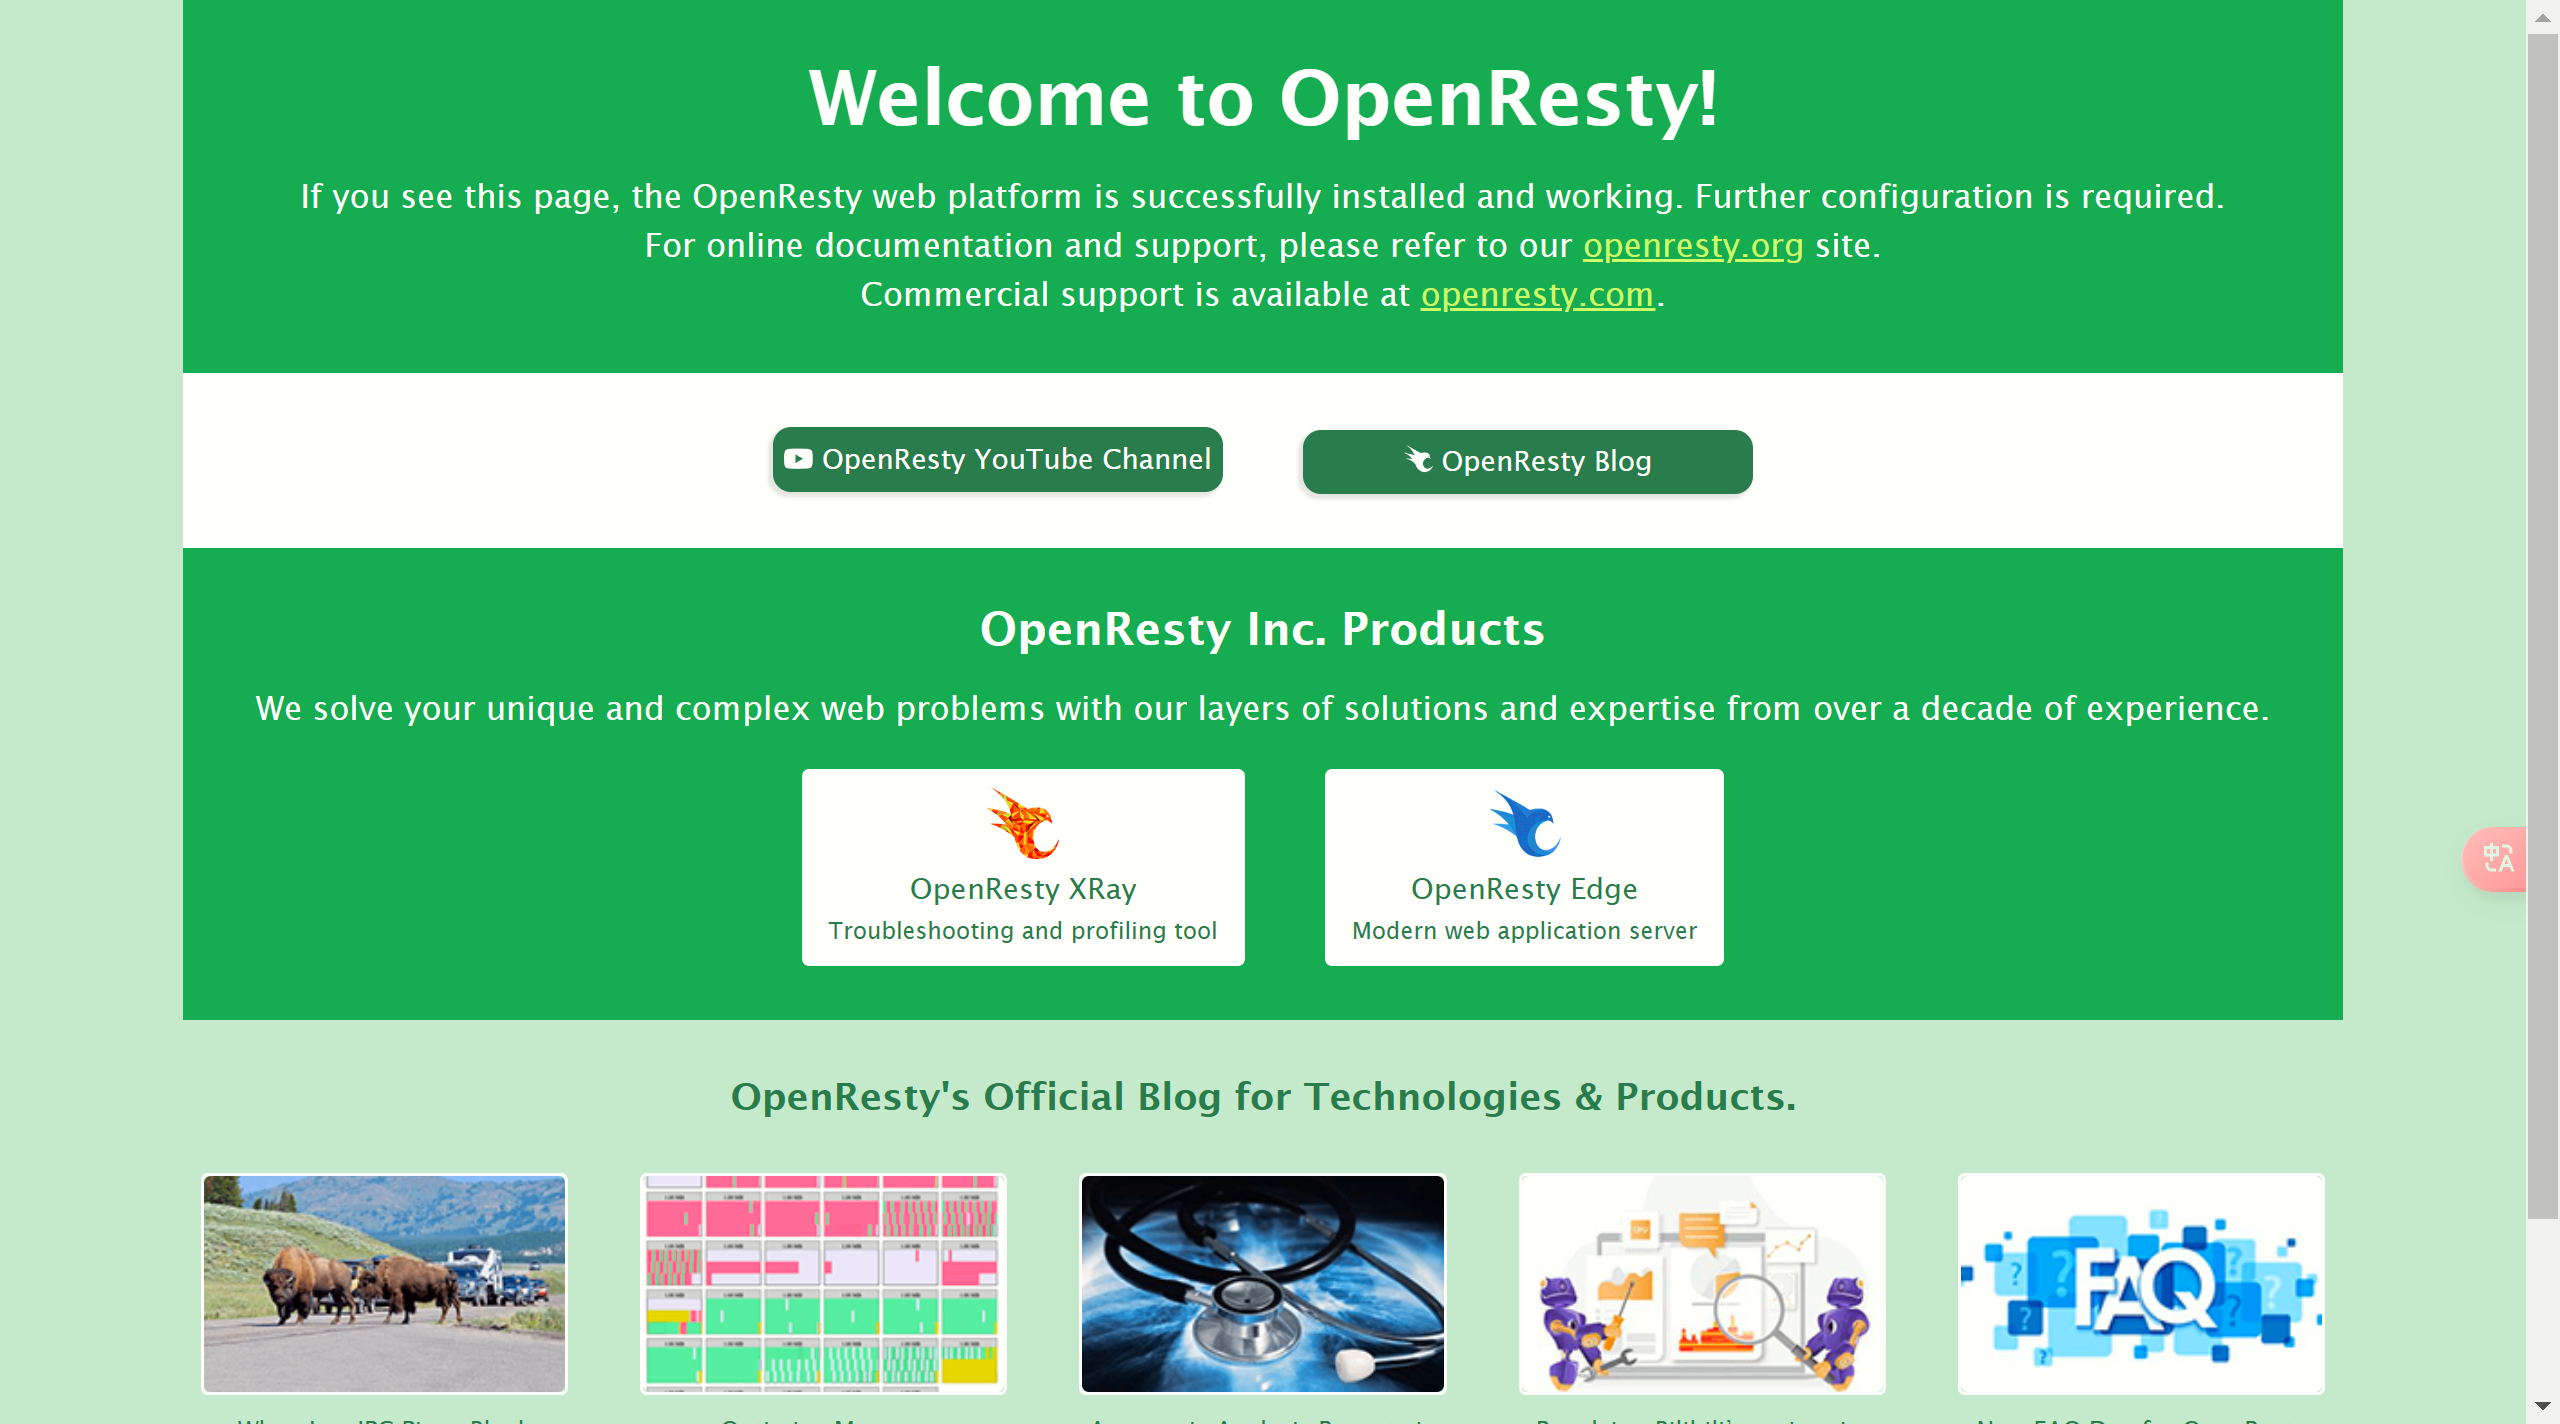 Welcome to OpenResty!
If you see this page, the OpenResty web platform is successfully installed and working. Further configuration is required.
For online documentation and support, please refer to our openresty.org site.
Commercial support is available at openresty.com.
OpenResty YouTube Channel
OpenResty Blog
OpenResty Inc. Products
We solve your unique and complex web problems with our layers of solutions and expertise from over a decade of experience.
OpenResty XRay
Troubleshooting and profiling tool
OpenResty Edge
Modern web application server
中A
OpenResty's Official Blog for Technologies & Products.
FAQ